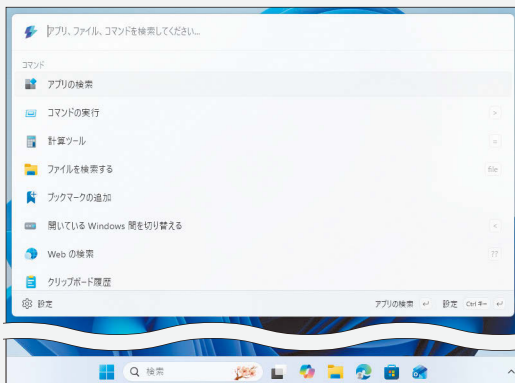 アプリ、ファイル、コマンドを検索してください...
コマンド
アプリの検索
コマンドの実行 >
計算ツール =
ファイルを検索する file
ブックマークの追加
開いている Windows 間を切り替える <
Web の検索 ??
クリップボード履歴
設定 アプリの検索 ↵ 設定 Ctrl キー ↵
検索